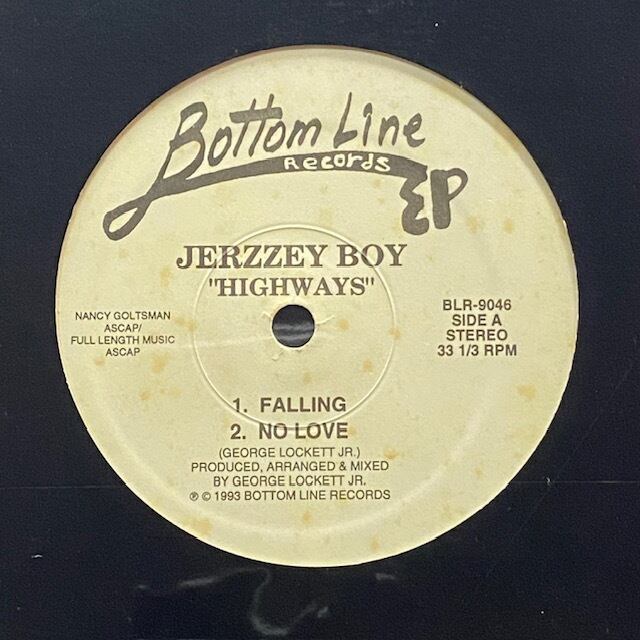 Bottom Line
Records
EP
JERZZEY BOY
"HIGHWAYS"
NANCY GOLTSMAN
ASCAP/
FULL LENGTH MUSIC
ASCAP
BLR-9046
SIDE A
STEREO
33 1/3 RPM
1. FALLING
2. NO LOVE
(GEORGE LOCKETT JR.)
PRODUCED, ARRANGED & MIXED
BY GEORGE LOCKETT JR.
℗ © 1993 BOTTOM LINE RECORDS